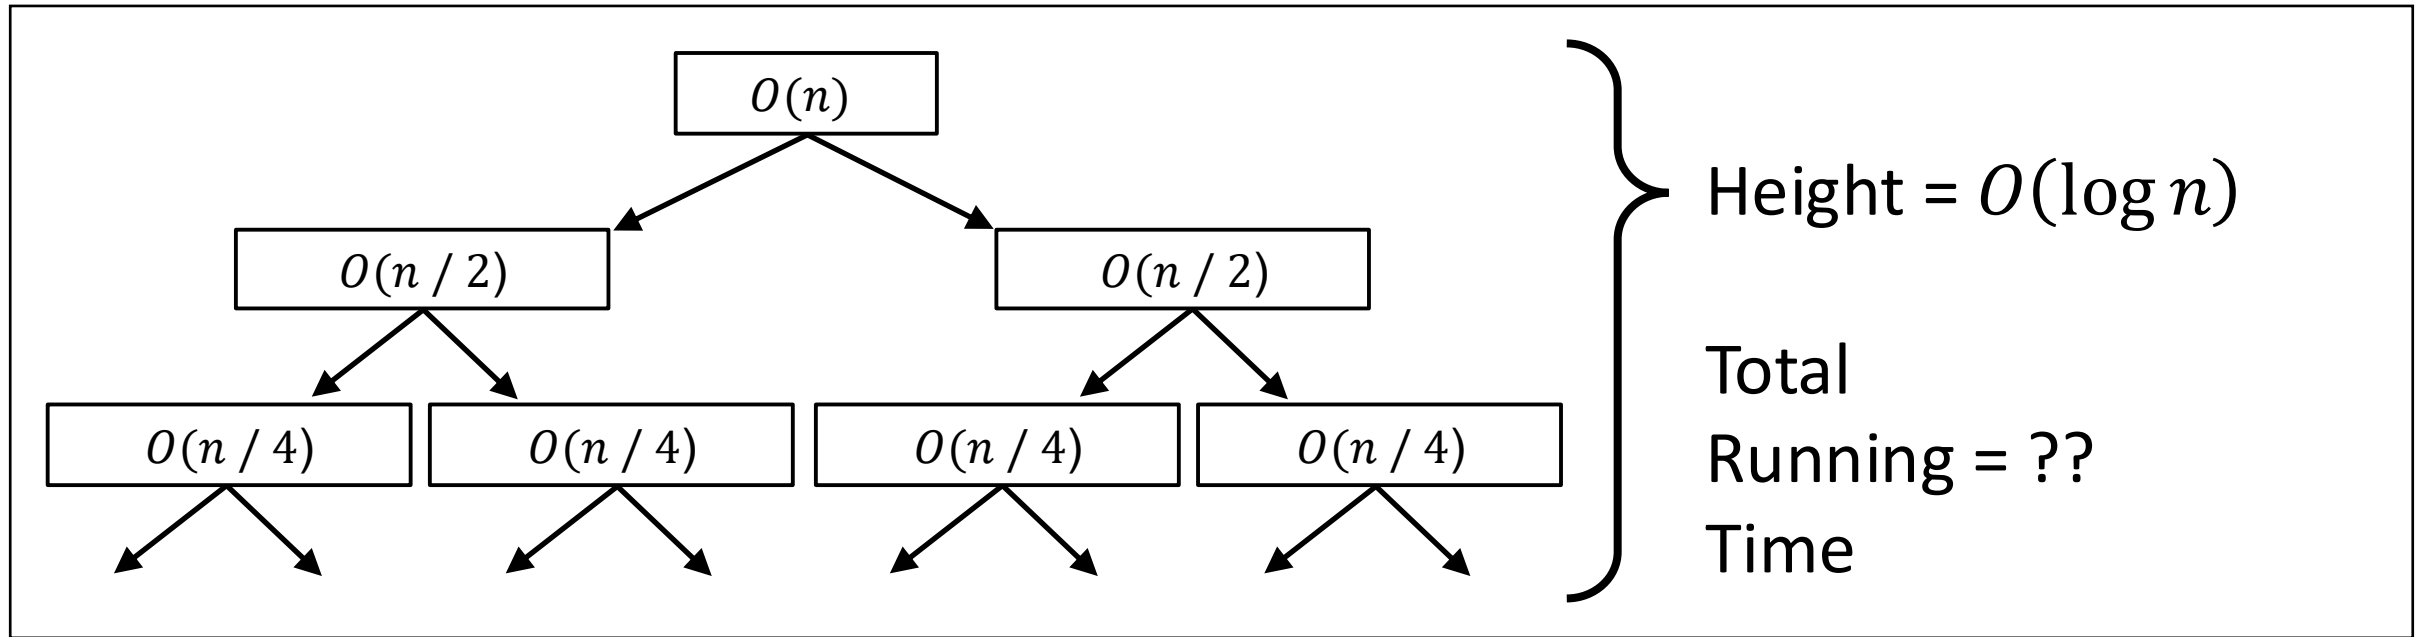 O(n)
Height = O(log n)
O(n / 2)
O(n / 2)
Total
O(n / 4)
O(n / 4)
O(n / 4)
O(n / 4)
Running = ??
Time